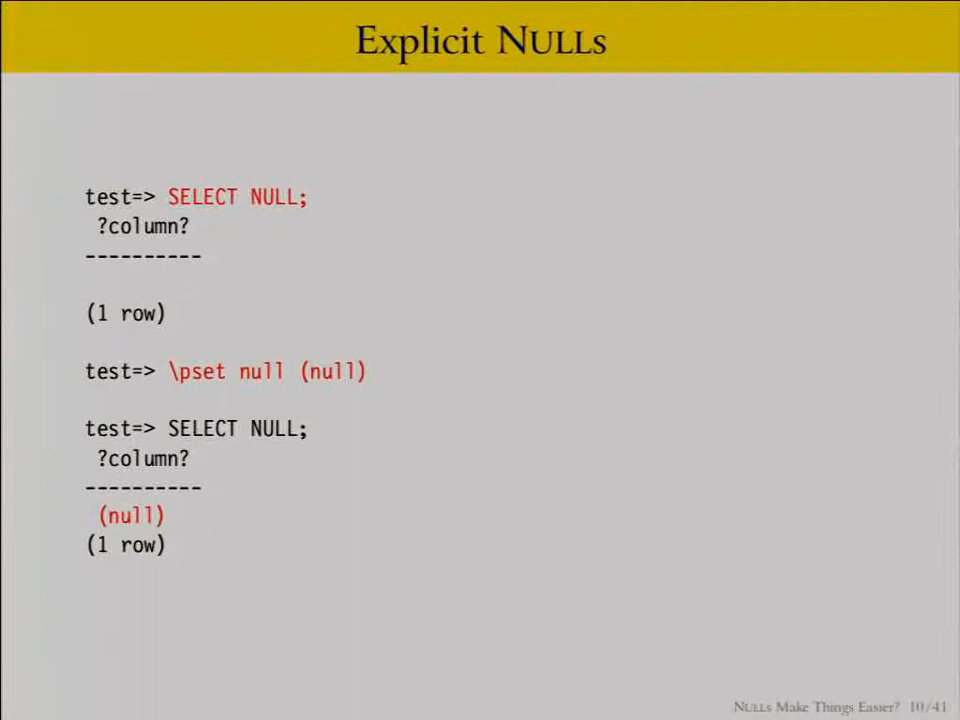 Explicit NULLs
test=> SELECT NULL;
?column?
----------
(1 row)
test=> \pset null (null)
test=> SELECT NULL;
?column?
----------
(null)
(1 row)
NULLs Make Things Easier? 10/41